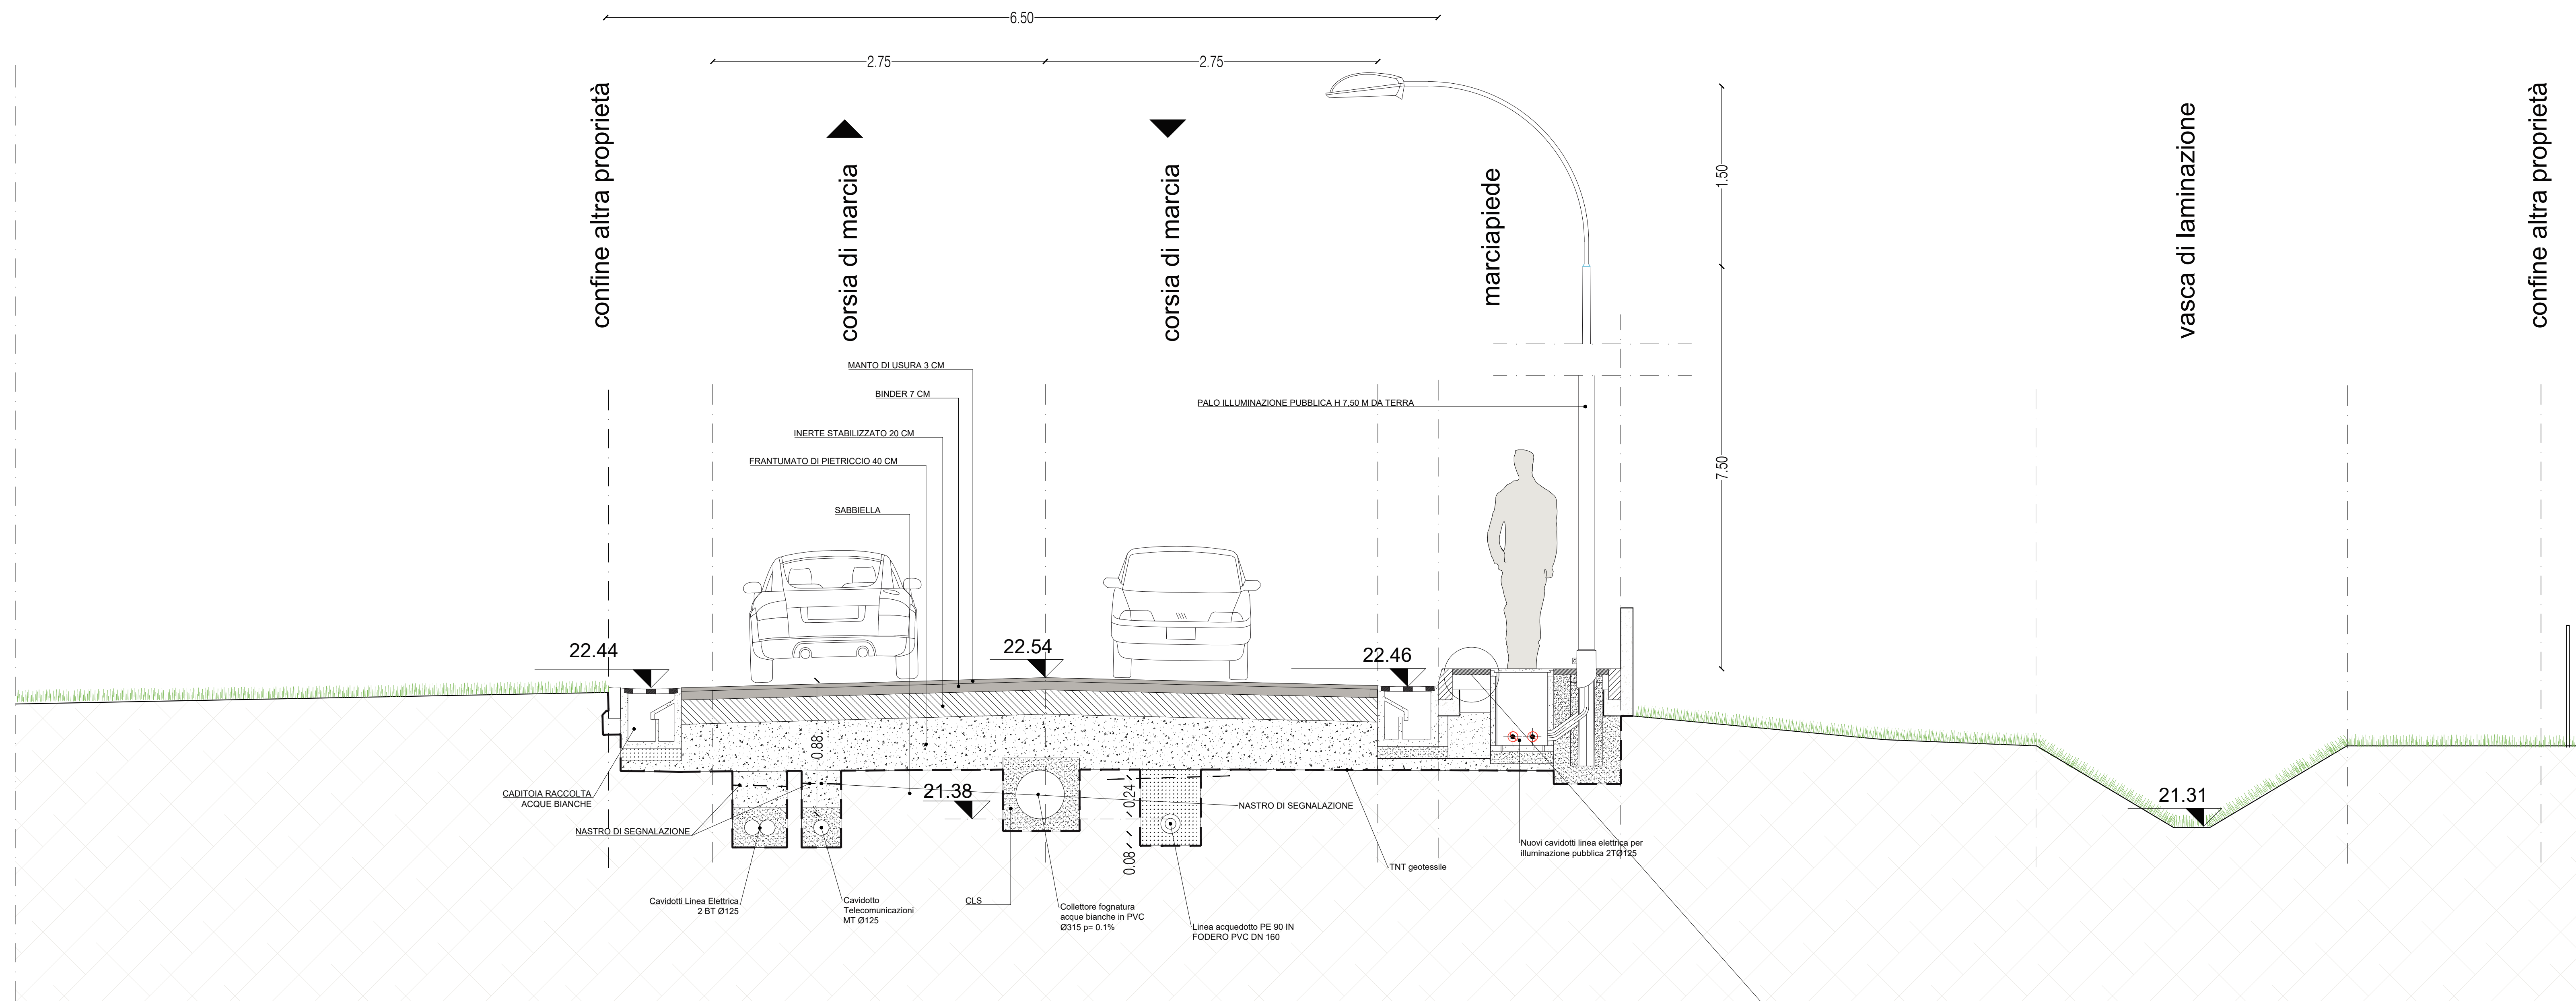 6.50
2.75
2.75
confine altra proprietà
corsia di marcia
corsia di marcia
marciapiede
vasca di laminazione
confine altra proprietà
1.50
7.50
MANTO DI USURA 3 CM
BINDER 7 CM
INERTE STABILIZZATO 20 CM
FRANTUMATO DI PIETRICCIO 40 CM
SABBIELLA
PALO ILLUMINAZIONE PUBBLICA H 7,50 M DA TERRA
22.44
22.54
22.46
0.88
21.38
0.24
0.08
21.31
CADITOIA RACCOLTA
ACQUE BIANCHE
NASTRO DI SEGNALAZIONE
NASTRO DI SEGNALAZIONE
Nuovi cavidotti linea elettrica per
illuminazione pubblica 2TØ125
TNT geotessile
Cavidotti Linea Elettrica
2 BT Ø125
Cavidotto
Telecomunicazioni
MT Ø125
CLS
Collettore fognatura
acque bianche in PVC
Ø315 p= 0.1%
Linea acquedotto PE 90 IN
FODERO PVC DN 160